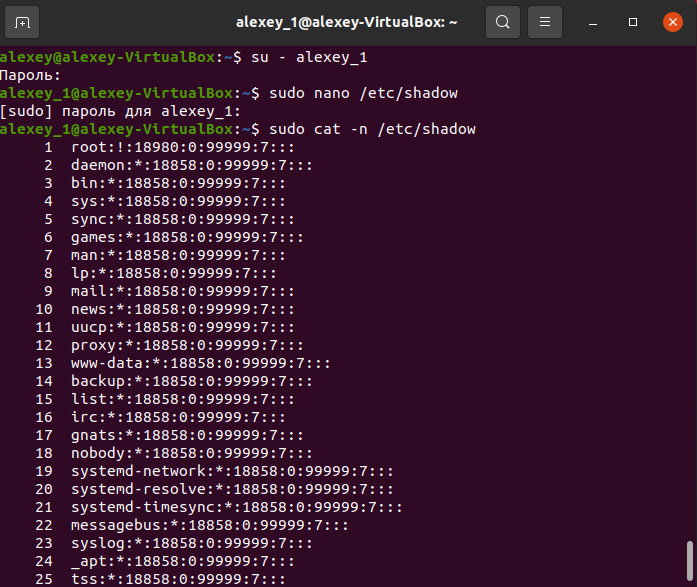 alexey_1@alexey-VirtualBox: ~
alexey@alexey-VirtualBox:~$ su - alexey_1
Пароль:
alexey_1@alexey-VirtualBox:~$ sudo nano /etc/shadow
[sudo] пароль для alexey_1:
alexey_1@alexey-VirtualBox:~$ sudo cat -n /etc/shadow
1 root:!:18980:0:99999:7:::
2 daemon:*:18858:0:99999:7:::
3 bin:*:18858:0:99999:7:::
4 sys:*:18858:0:99999:7:::
5 sync:*:18858:0:99999:7:::
6 games:*:18858:0:99999:7:::
7 man:*:18858:0:99999:7:::
8 lp:*:18858:0:99999:7:::
9 mail:*:18858:0:99999:7:::
10 news:*:18858:0:99999:7:::
11 uucp:*:18858:0:99999:7:::
12 proxy:*:18858:0:99999:7:::
13 www-data:*:18858:0:99999:7:::
14 backup:*:18858:0:99999:7:::
15 list:*:18858:0:99999:7:::
16 irc:*:18858:0:99999:7:::
17 gnats:*:18858:0:99999:7:::
18 nobody:*:18858:0:99999:7:::
19 systemd-network:*:18858:0:99999:7:::
20 systemd-resolve:*:18858:0:99999:7:::
21 systemd-timesync:*:18858:0:99999:7:::
22 messagebus:*:18858:0:99999:7:::
23 syslog:*:18858:0:99999:7:::
24 _apt:*:18858:0:99999:7:::
25 tss:*:18858:0:99999:7:::